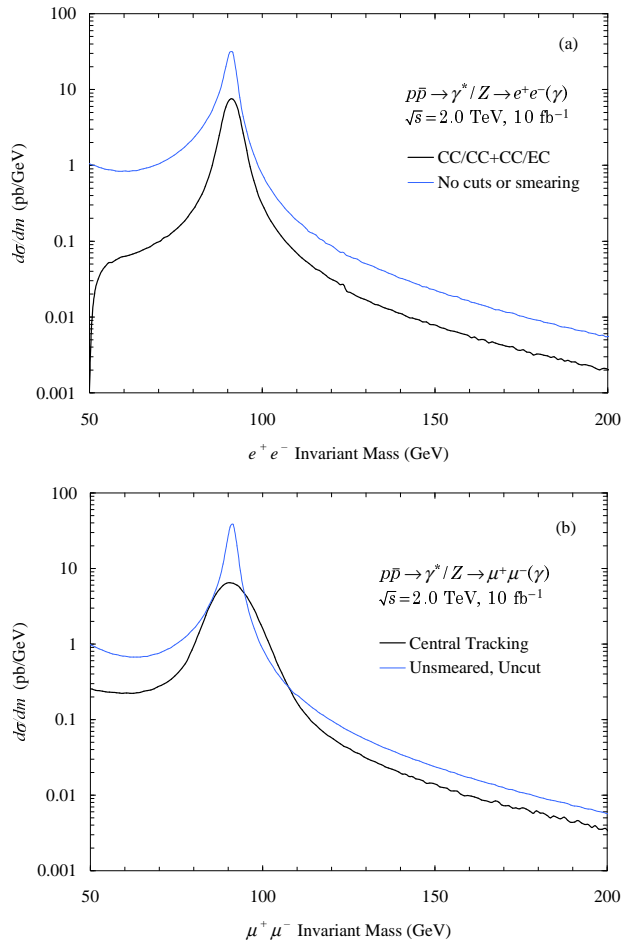 100
(a)
pp̄→γ*/Z→e⁺e⁻(γ)
√s̄=2.0 TeV, 10 fb⁻¹
10
CC/CC+CC/EC
No cuts or smearing
1
dσ/dm (pb/GeV)
0.1
0.01
0.001
50 100 150 200
e⁺e⁻ Invariant Mass (GeV)
100
(b)
pp̄→γ*/Z→μ⁺μ⁻(γ)
√s̄=2.0 TeV, 10 fb⁻¹
10
Central Tracking
Unsmeared, Uncut
1
dσ/dm (pb/GeV)
0.1
0.01
0.001
50 100 150 200
μ⁺μ⁻ Invariant Mass (GeV)